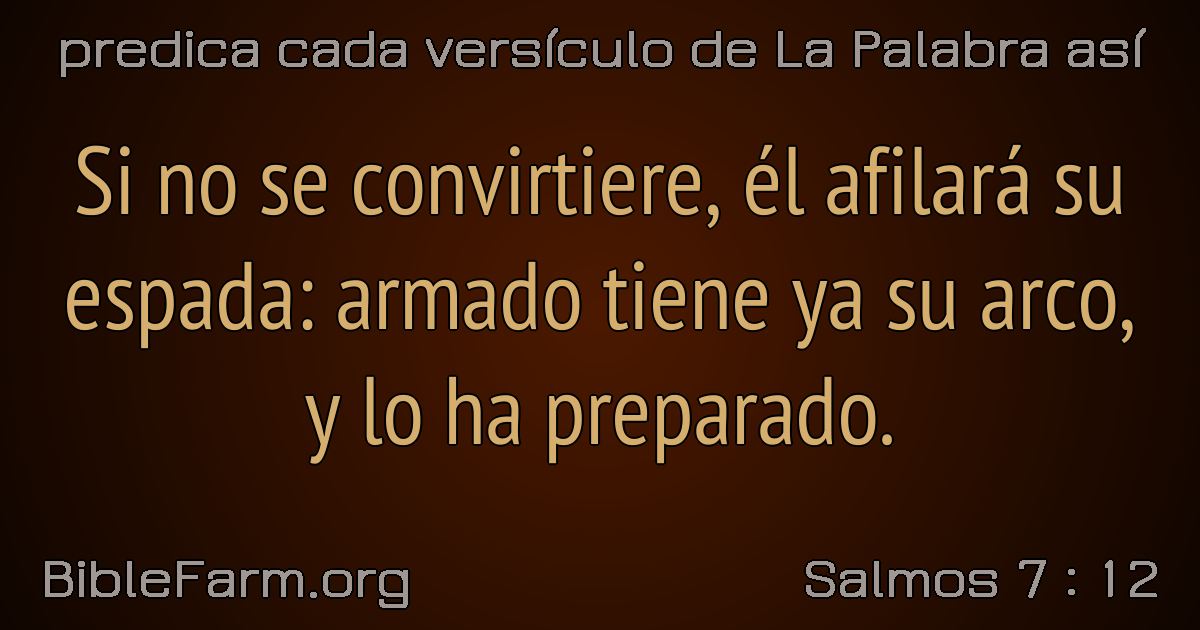 predica cada versículo de La Palabra así
Si no se convirtiere, él afilará su
espada: armado tiene ya su arco,
y lo ha preparado.
BibleFarm.org
Salmos 7 : 12